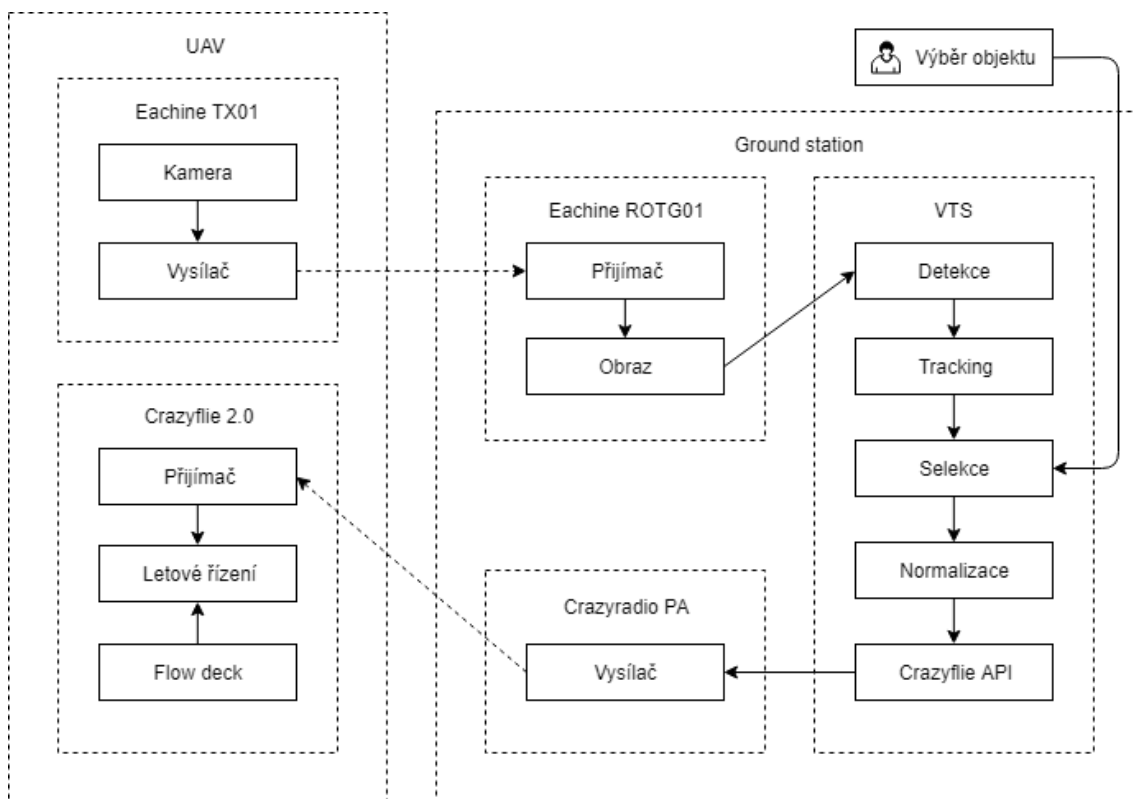 UAV
Eachine TX01
Kamera
Vysílač
Crazyflie 2.0
Přijímač
Letové řízení
Flow deck
Výběr objektu
Ground station
Eachine ROTG01
Přijímač
Obraz
VTS
Detekce
Tracking
Selekce
Normalizace
Crazyflie API
Crazyradio PA
Vysílač